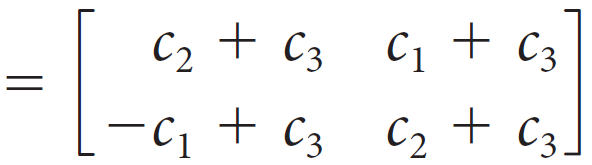 = [ c₂ + c₃ c₁ + c₃
−c₁ + c₃ c₂ + c₃ ]